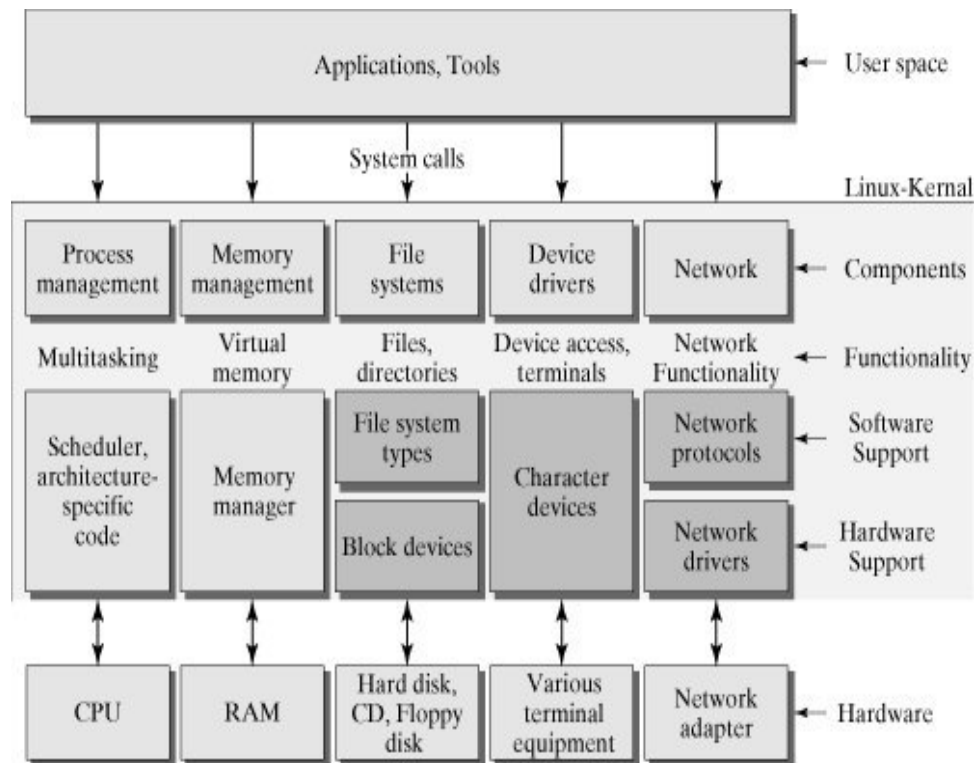 Applications, Tools
User space
System calls
Linux-Kernal
Process
management
Memory
management
File
systems
Device
drivers
Network
Components
Multitasking
Virtual
memory
Files,
directories
Device access,
terminals
Network
Functionality
Functionality
Scheduler,
architecture-
specific
code
Memory
manager
File system
types
Block devices
Character
devices
Network
protocols
Network
drivers
Software
Support
Hardware
Support
CPU
RAM
Hard disk,
CD, Floppy
disk
Various
terminal
equipment
Network
adapter
Hardware